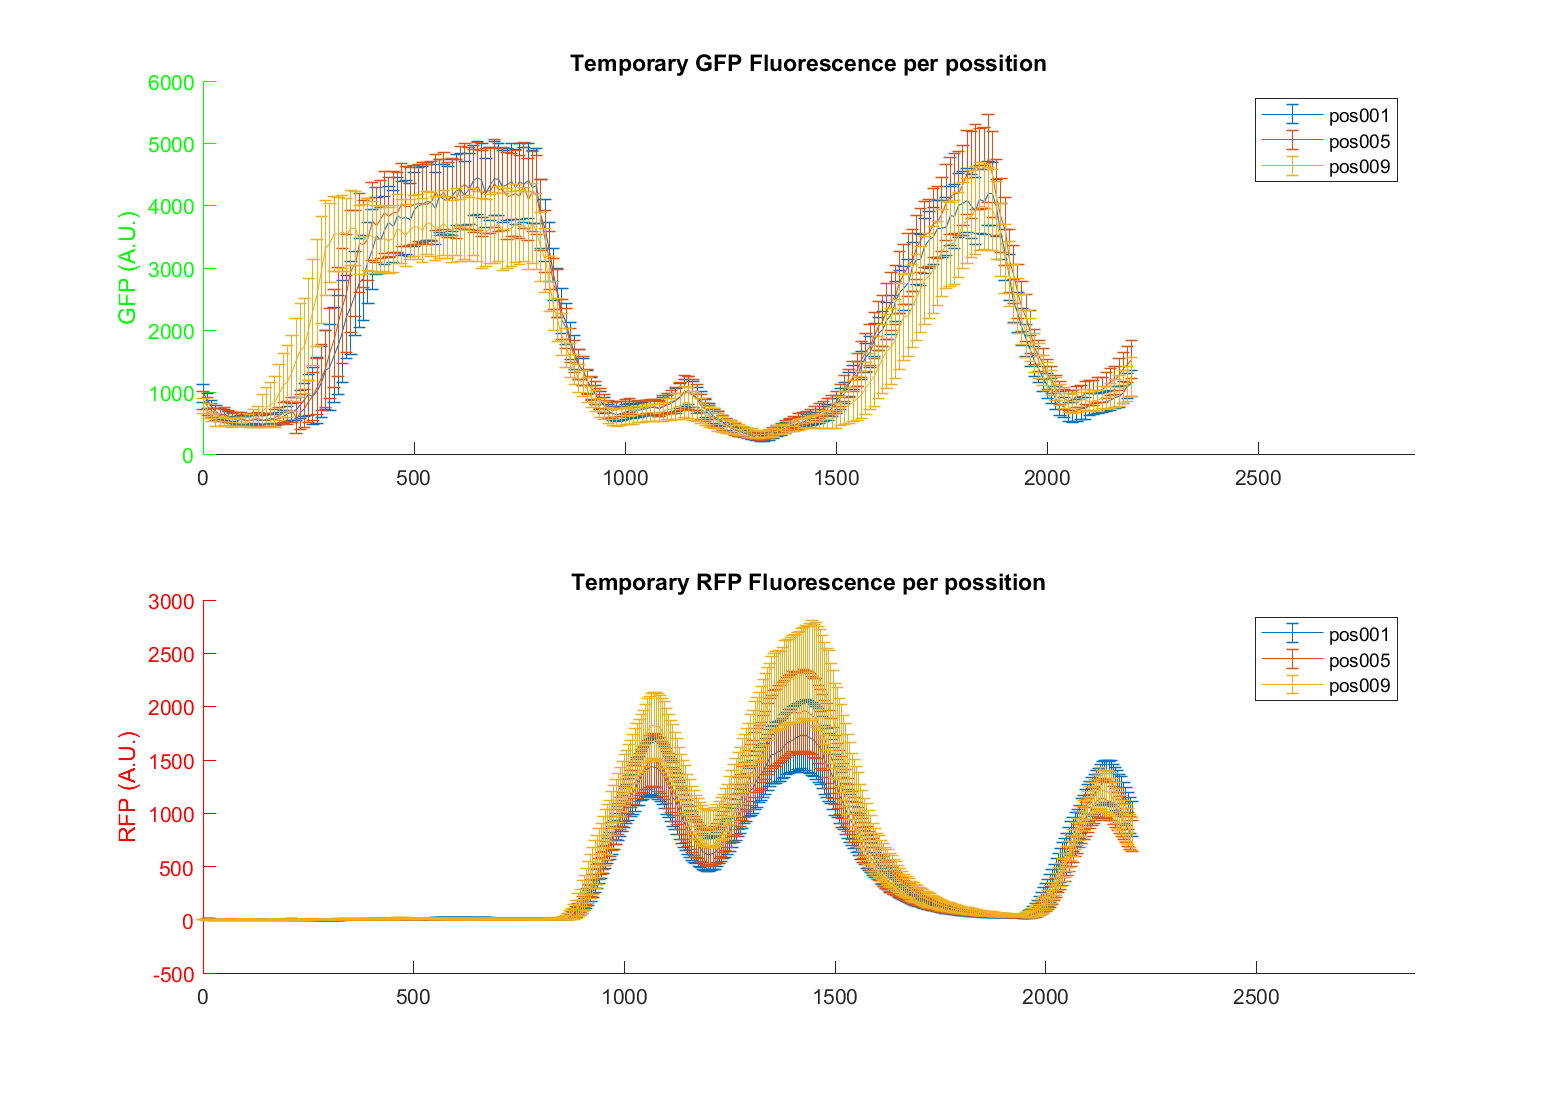 Temporary GFP Fluorescence per possition
6000
5000
4000
3000
2000
1000
0
GFP (A.U.)
0 500 1000 1500 2000 2500
pos001
pos005
pos009
Temporary RFP Fluorescence per possition
3000
2500
2000
1500
1000
500
0
-500
RFP (A.U.)
0 500 1000 1500 2000 2500
pos001
pos005
pos009